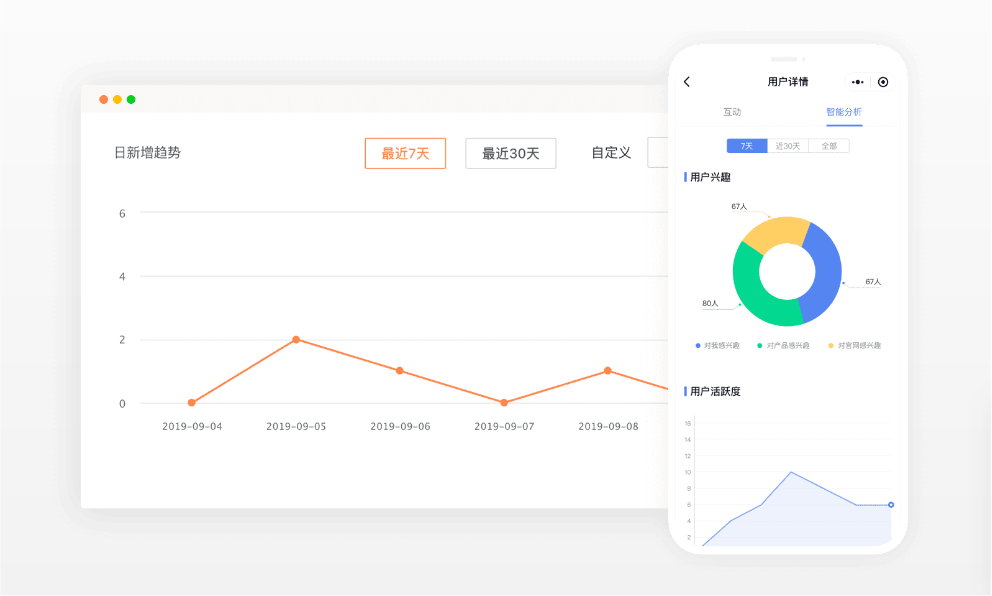 日新增趋势
最近7天
最近30天
自定义
6
4
2
0
2019-09-04
2019-09-05
2019-09-06
2019-09-07
2019-09-08
用户详情
互动
智能分析
7天
近30天
全部
用户兴趣
67人
67人
80人
对我感兴趣
对产品感兴趣
对官网感兴趣
用户活跃度
16
14
12
10
8
6
4
2